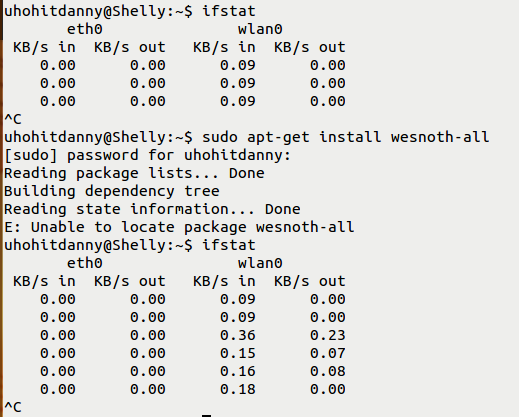 uhohitdanny@Shelly:~$ ifstat
       eth0                wlan0
 KB/s in  KB/s out   KB/s in  KB/s out
    0.00      0.00      0.09      0.00
    0.00      0.00      0.09      0.00
    0.00      0.00      0.09      0.00
^C
uhohitdanny@Shelly:~$ sudo apt-get install wesnoth-all
[sudo] password for uhohitdanny:
Reading package lists... Done
Building dependency tree
Reading state information... Done
E: Unable to locate package wesnoth-all
uhohitdanny@Shelly:~$ ifstat
       eth0                wlan0
 KB/s in  KB/s out   KB/s in  KB/s out
    0.00      0.00      0.09      0.00
    0.00      0.00      0.09      0.00
    0.00      0.00      0.36      0.23
    0.00      0.00      0.15      0.07
    0.00      0.00      0.16      0.08
    0.00      0.00      0.18      0.00
^C